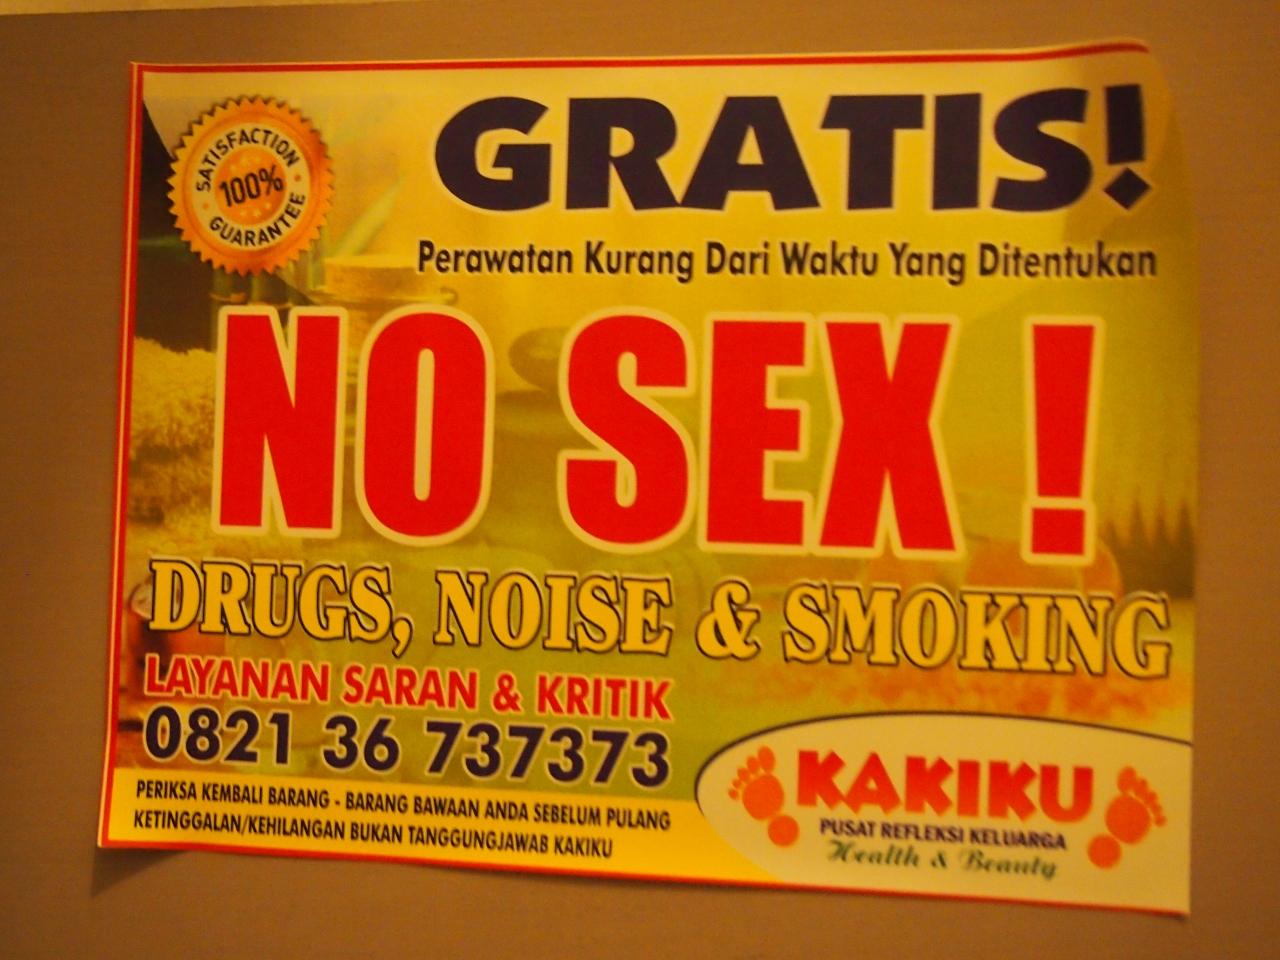 SATISFACTION
100%
GUARANTEE
GRATIS!
Perawatan Kurang Dari Waktu Yang Ditentukan
NO SEX !
DRUGS, NOISE & SMOKING
LAYANAN SARAN & KRITIK
0821 36 737373
PERIKSA KEMBALI BARANG - BARANG BAWAAN ANDA SEBELUM PULANG
KETINGGALAN/KEHILANGAN BUKAN TANGGUNGJAWAB KAKIKU
KAKIKU
PUSAT REFLEKSI KELUARGA
Health & Beauty